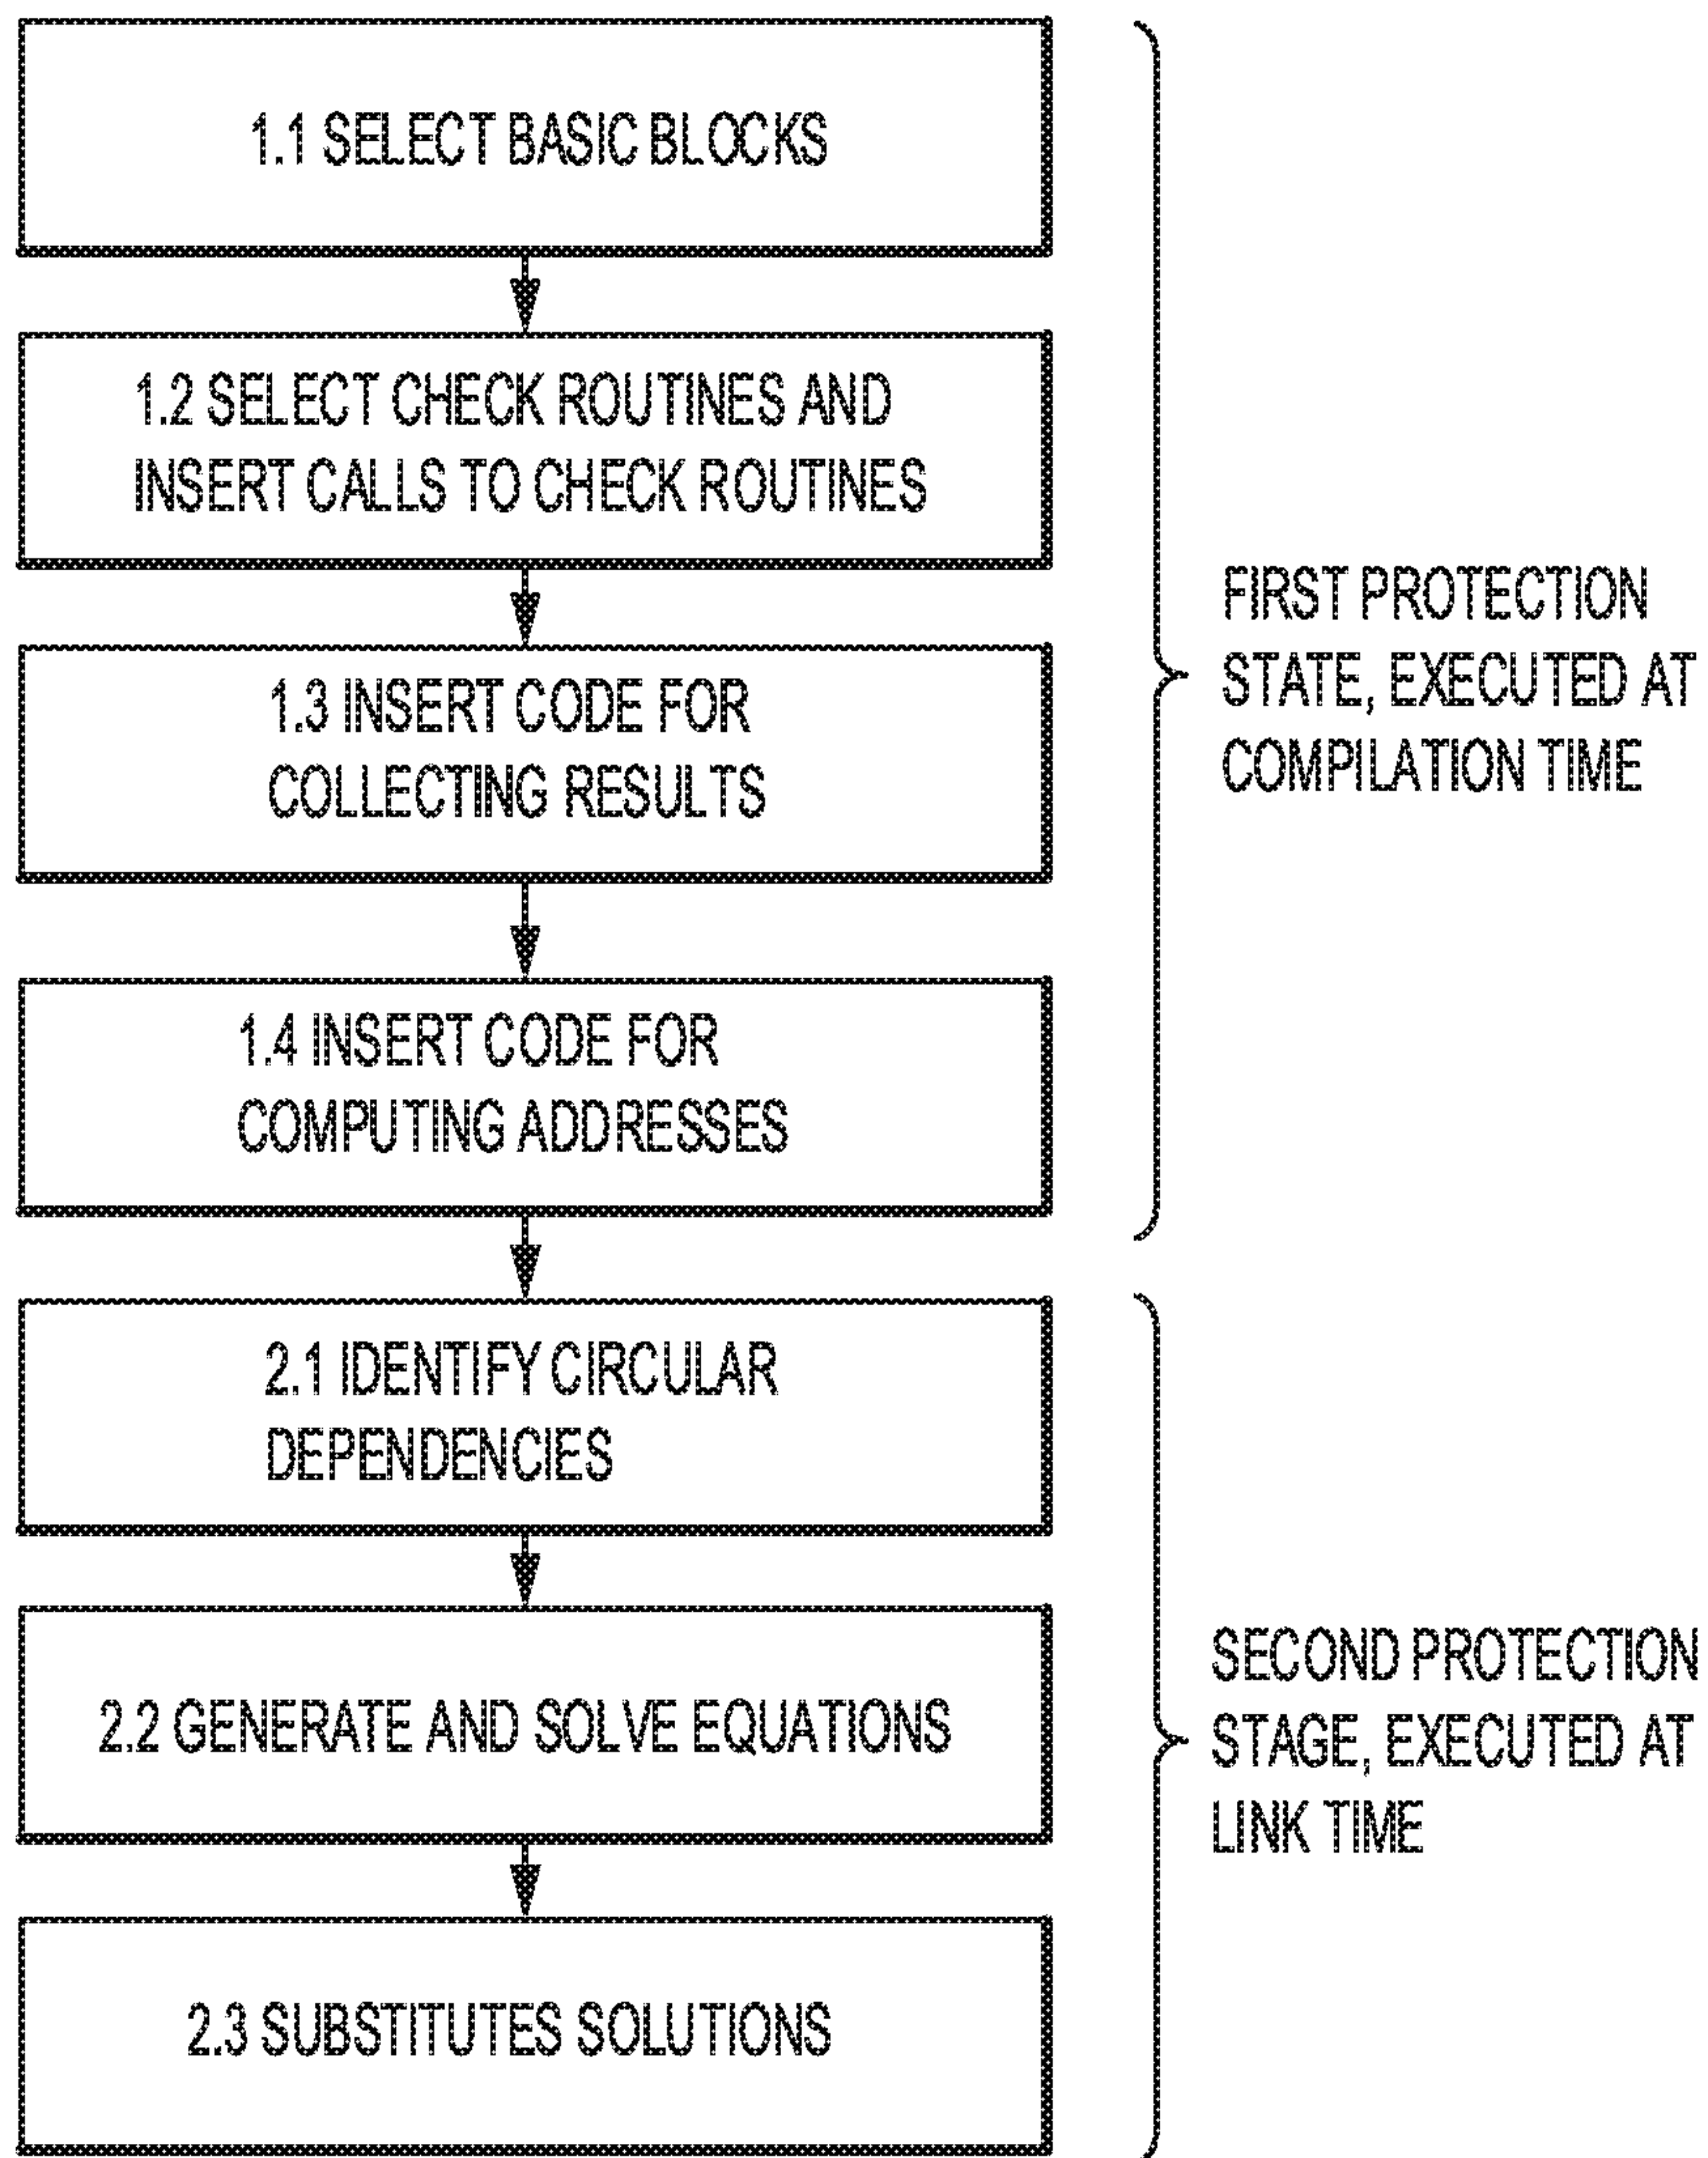 1.1 SELECT BASIC BLOCKS
1.2 SELECT CHECK ROUTINES AND
INSERT CALLS TO CHECK ROUTINES
1.3 INSERT CODE FOR
COLLECTING RESULTS
1.4 INSERT CODE FOR
COMPUTING ADDRESSES
FIRST PROTECTION
STATE, EXECUTED AT
COMPILATION TIME
2.1 IDENTIFY CIRCULAR
DEPENDENCIES
2.2 GENERATE AND SOLVE EQUATIONS
2.3 SUBSTITUTES SOLUTIONS
SECOND PROTECTION
STAGE, EXECUTED AT
LINK TIME